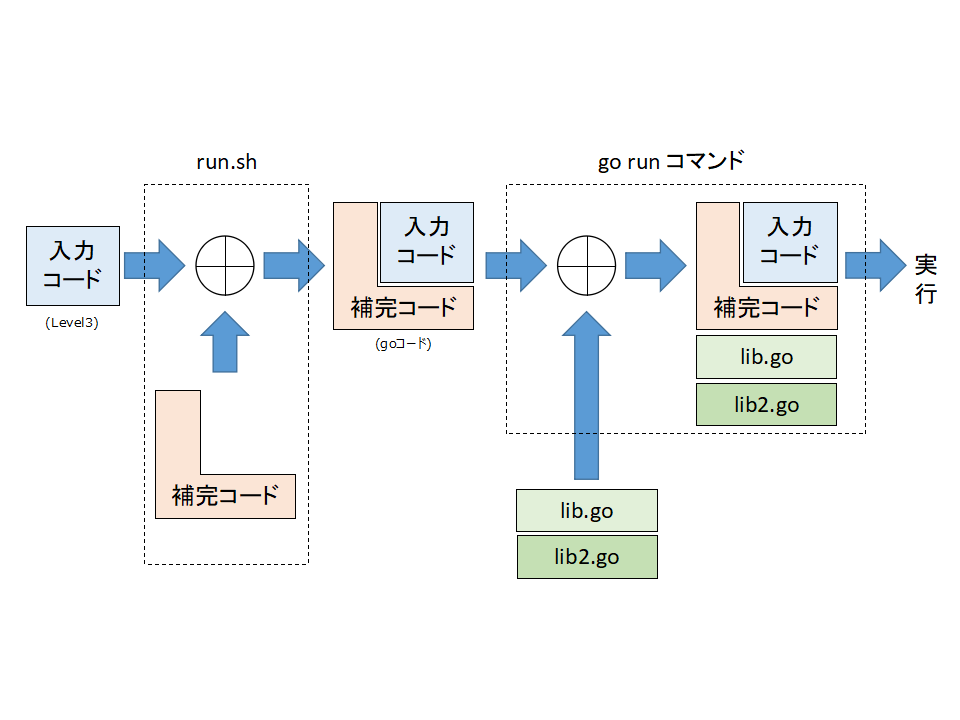 run.sh
go run コマンド
入力
コード
(Level3)
補完コード
入力
コード
補完コード
(goコード)
lib.go
lib2.go
入力
コード
補完コード
lib.go
lib2.go
実
行